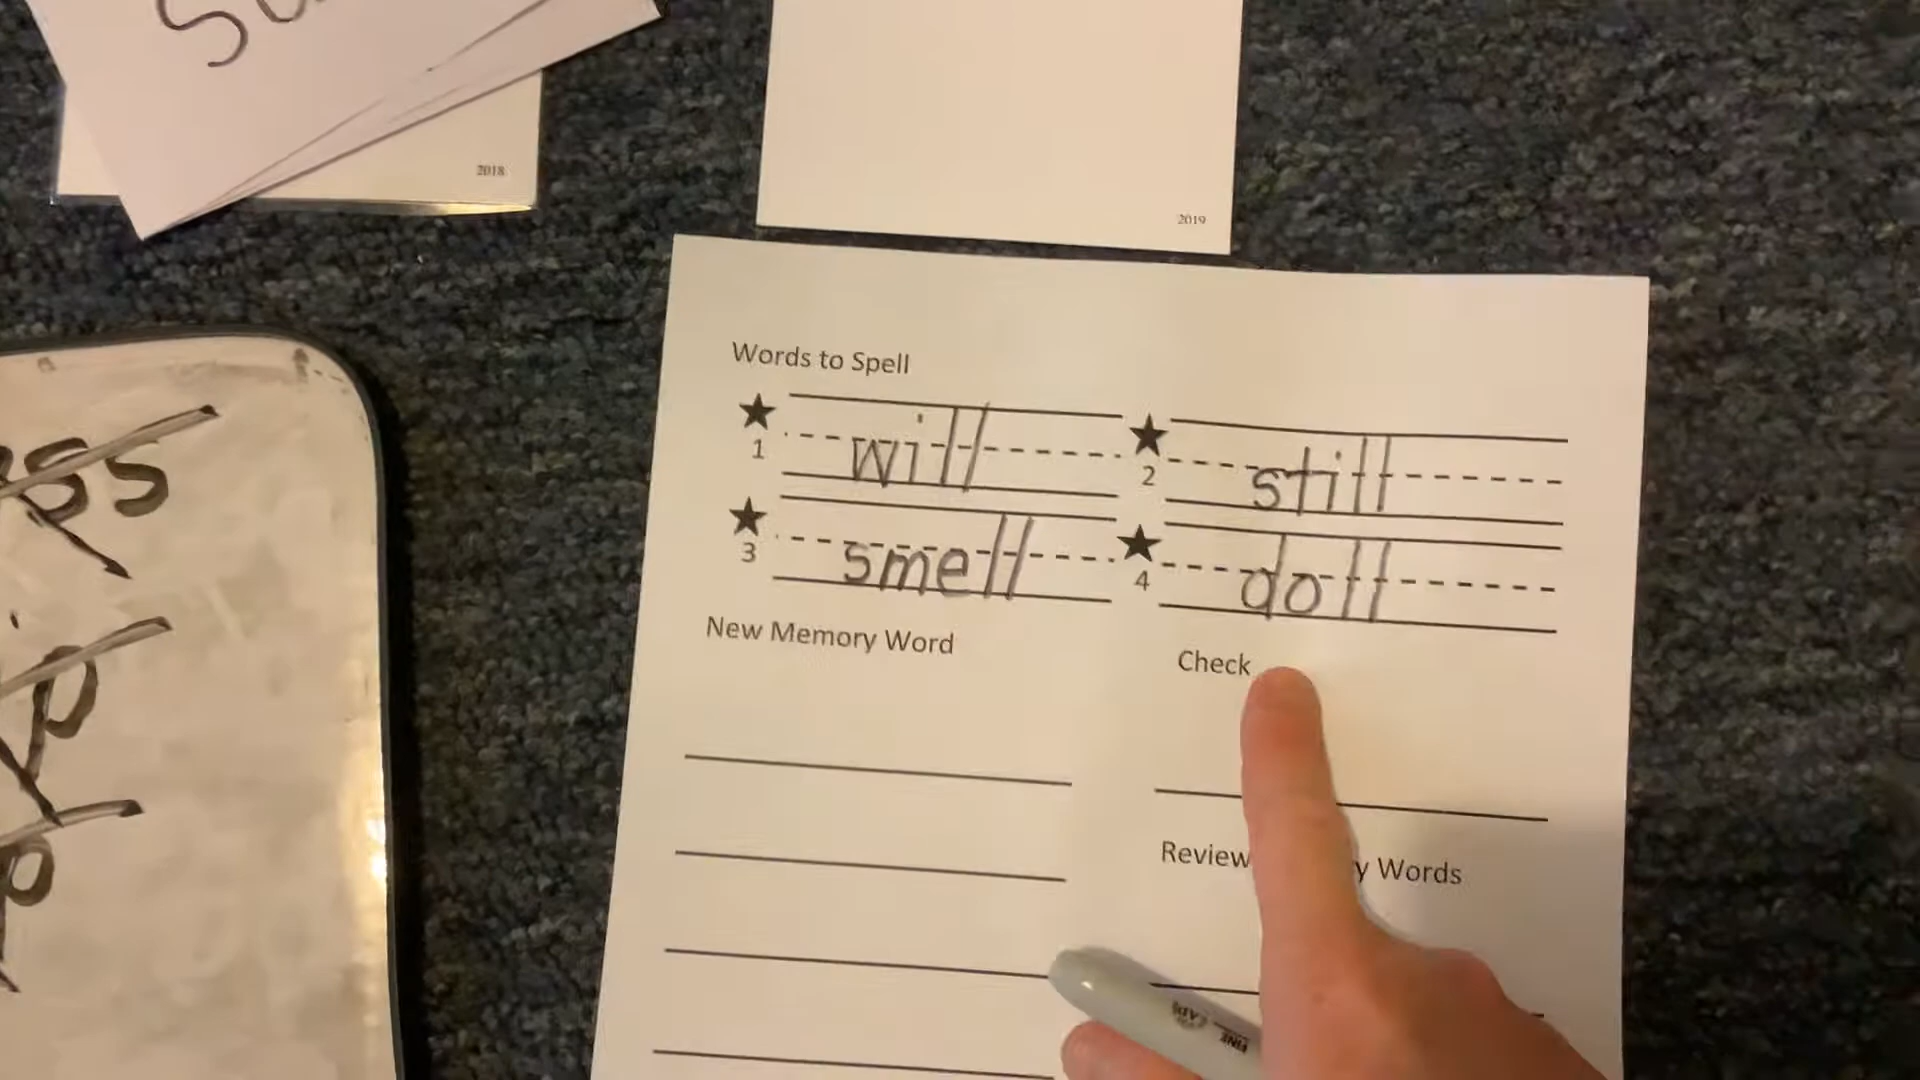 2018
2019
Words to Spell
1 will
2 still
3 smell
4 doll
New Memory Word
Check
Review
Words
FINE